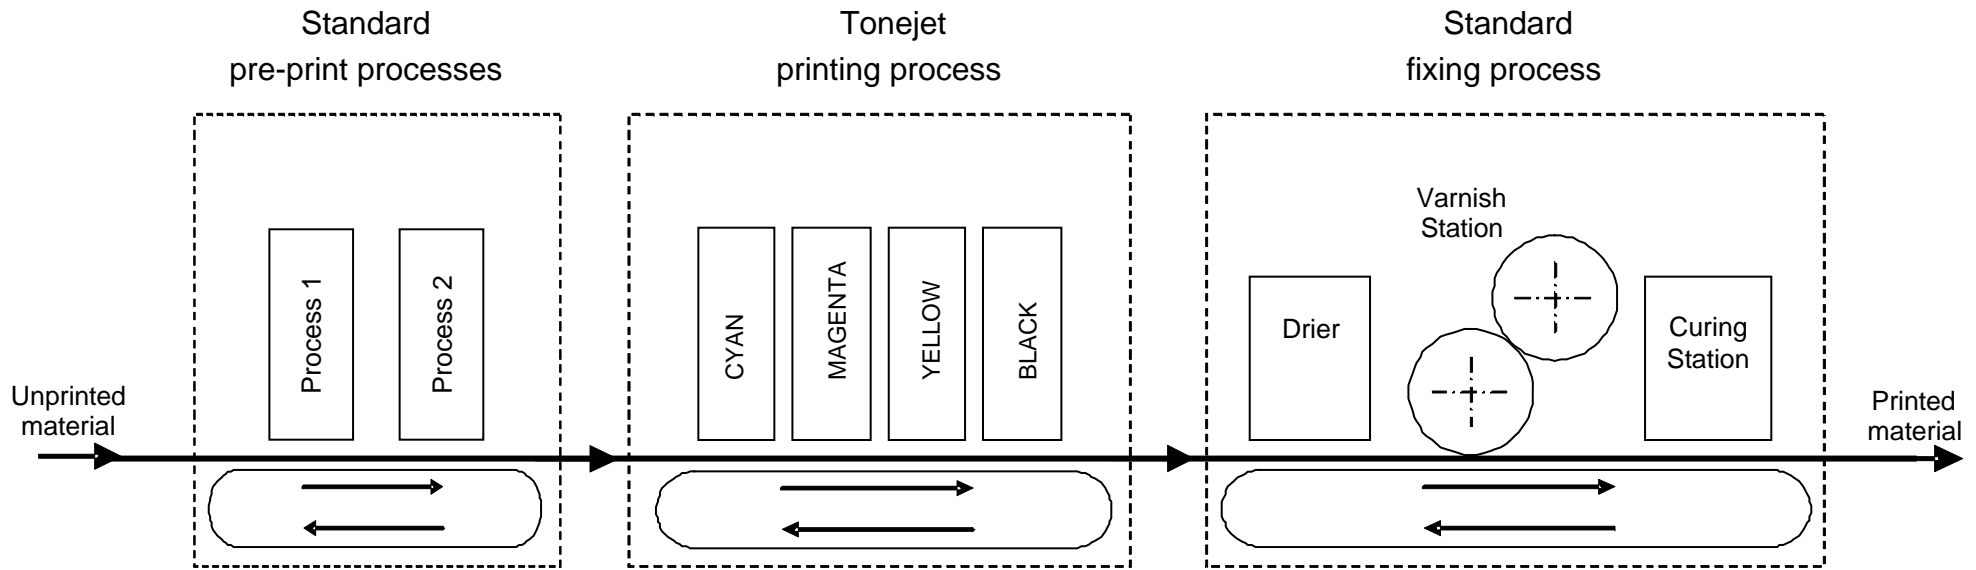 Standard
pre-print processes
Tonejet
printing process
Standard
fixing process
Unprinted
material
Process 1
Process 2
CYAN
MAGENTA
YELLOW
BLACK
Drier
Varnish
Station
Curing
Station
Printed
material